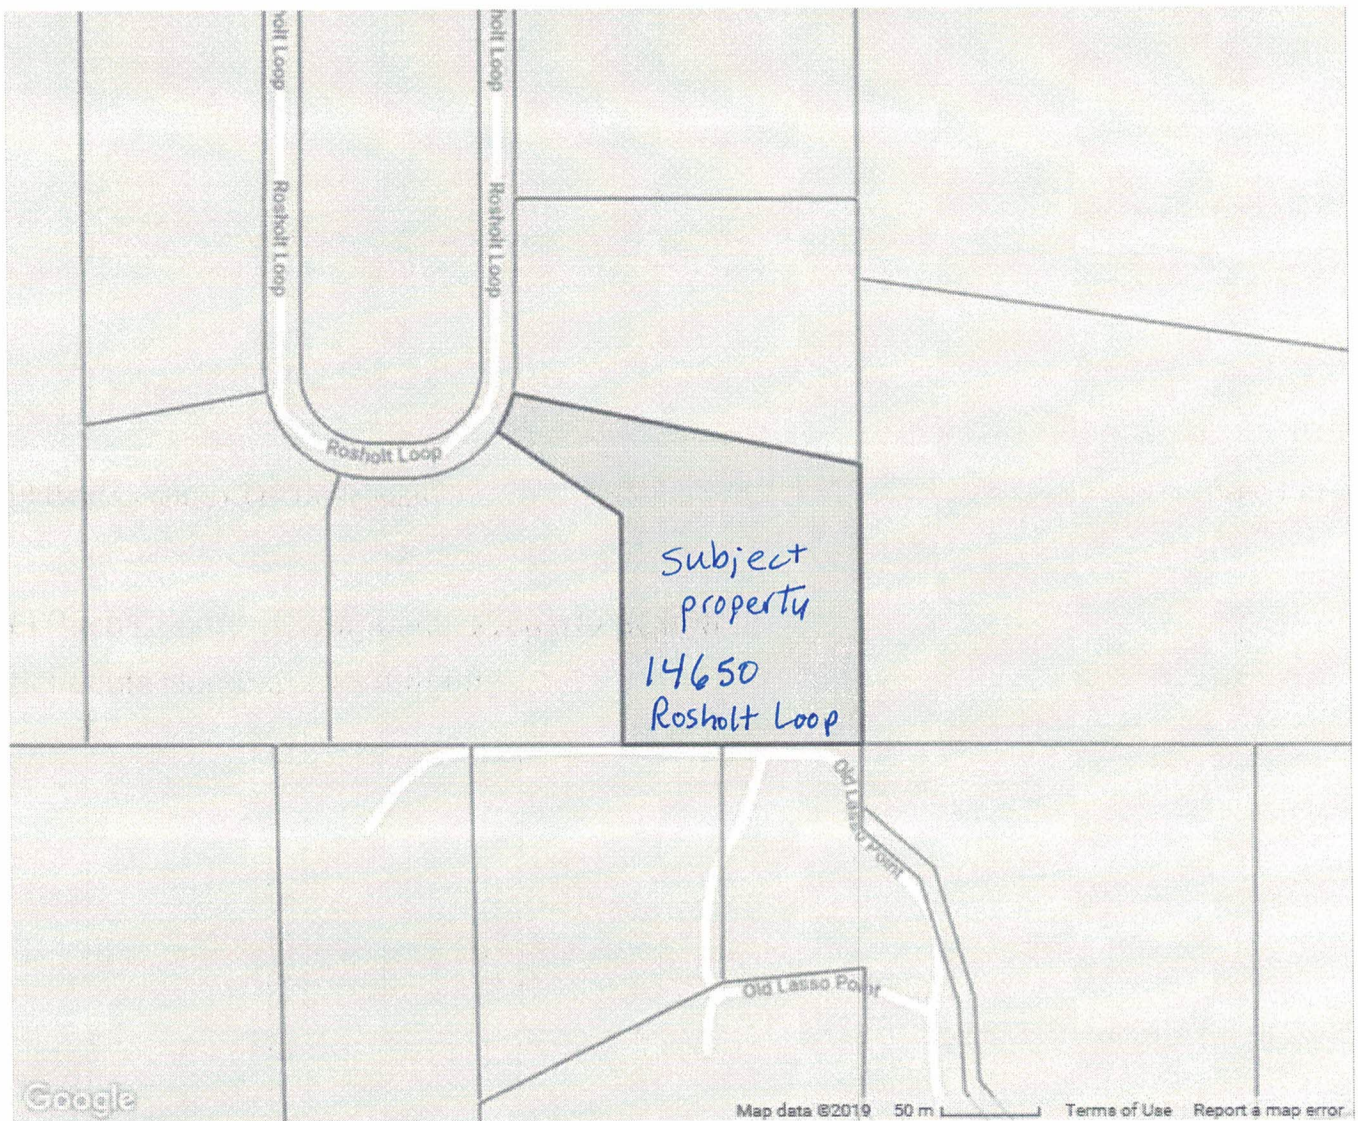 holt Loop
holt Loop
Rosholt Loop
Rosholt Loop
Rosholt Loop
subject
property
14650
Rosholt Loop
Old Lasso Point
Old Lasso Point
Google
Map data ©2019 50 m Terms of Use Report a map error